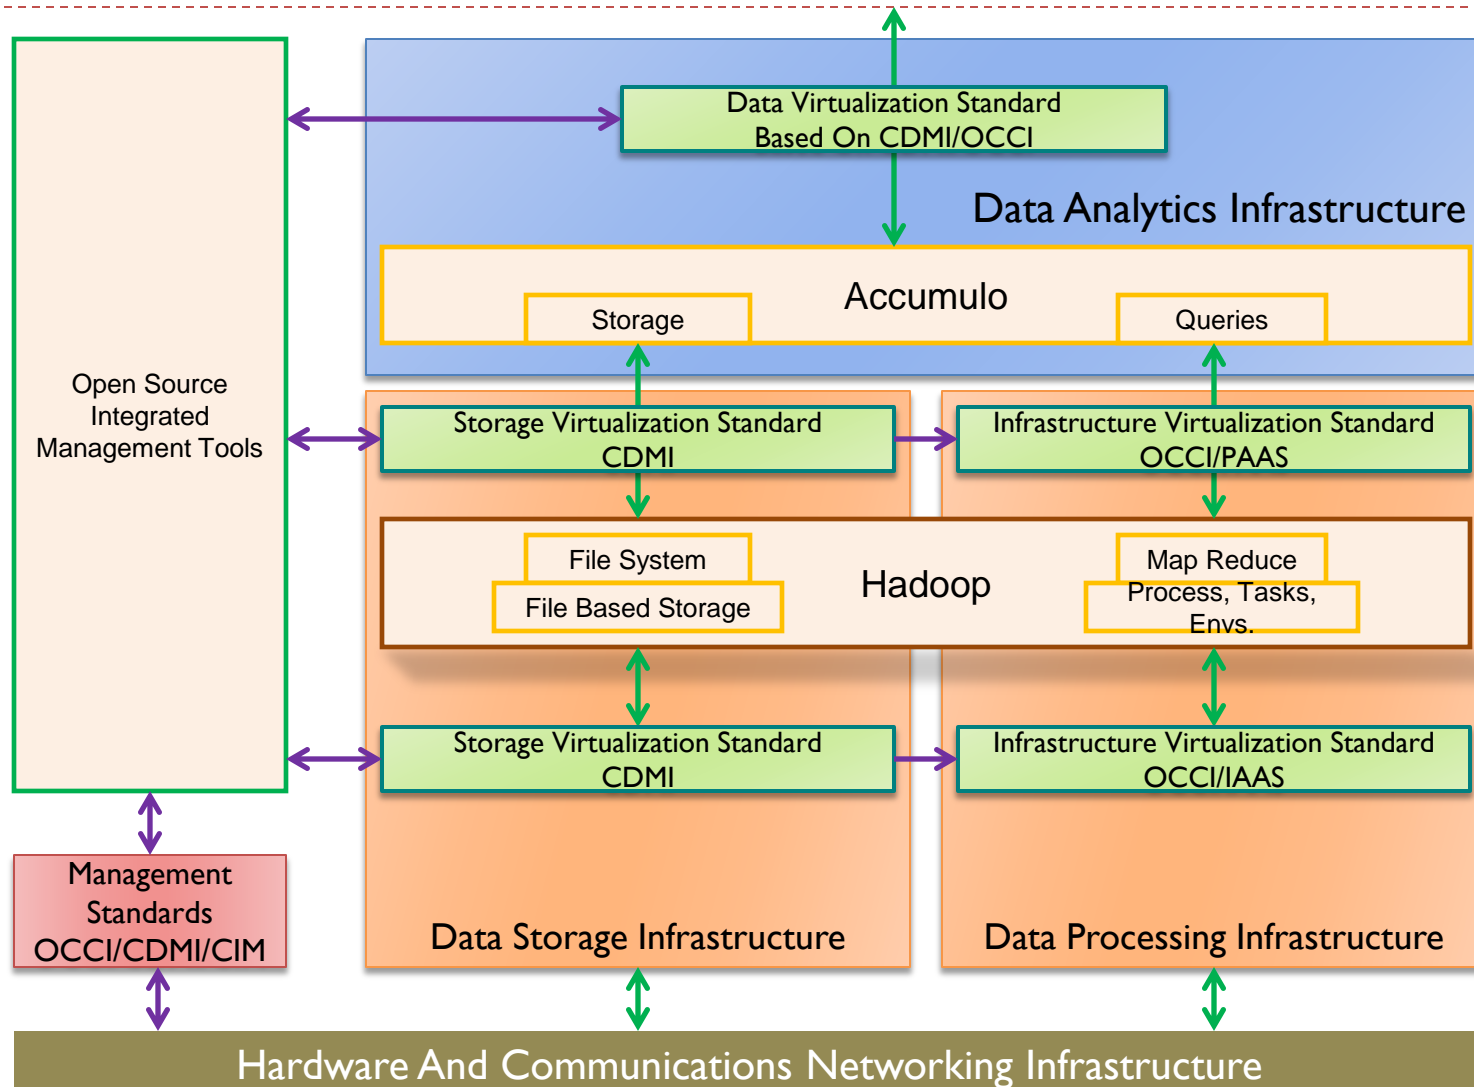 Data Virtualization Standard
Based On CDMI/OCCI
Data Analytics Infrastructure
Accumulo
Storage
Queries
Open Source
Integrated
Management Tools
Storage Virtualization Standard
CDMI
Infrastructure Virtualization Standard
OCCI/PAAS
File System
File Based Storage
Hadoop
Map Reduce
Process, Tasks,
Envs.
Storage Virtualization Standard
CDMI
Infrastructure Virtualization Standard
OCCI/IAAS
Management
Standards
OCCI/CDMI/CIM
Data Storage Infrastructure
Data Processing Infrastructure
Hardware And Communications Networking Infrastructure